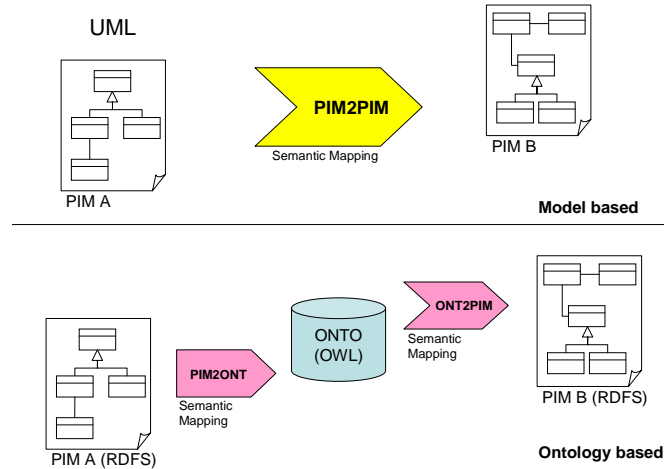 UML
PIM2PIM
Semantic Mapping
PIM A
PIM B
Model based
PIM2ONT
Semantic
Mapping
ONTO
(OWL)
ONT2PIM
Semantic
Mapping
PIM A (RDFS)
PIM B (RDFS)
Ontology based